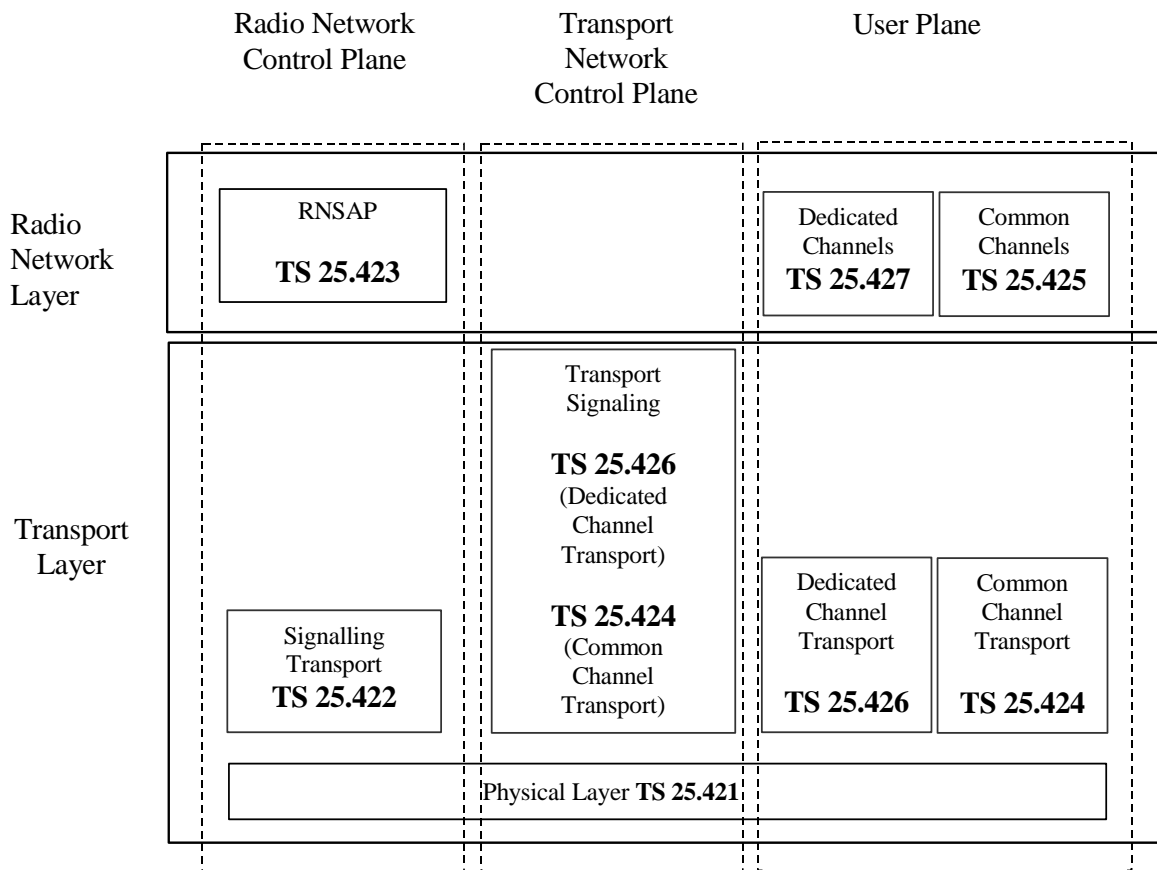 Radio Network
Control Plane
Transport
Network
Control Plane
User Plane
Radio
Network
Layer
RNSAP
TS 25.423
Dedicated
Channels
TS 25.427
Common
Channels
TS 25.425
Transport
Layer
Signalling
Transport
TS 25.422
Transport
Signaling
TS 25.426
(Dedicated
Channel
Transport)
TS 25.424
(Common
Channel
Transport)
Dedicated
Channel
Transport
TS 25.426
Common
Channel
Transport
TS 25.424
Physical Layer TS 25.421